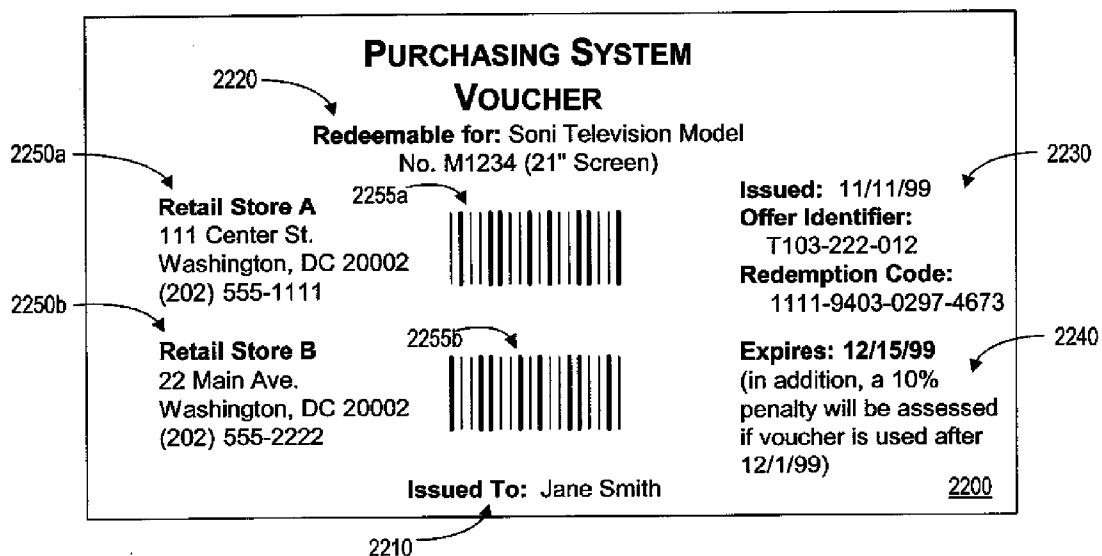 PURCHASING SYSTEM
VOUCHER
2220
Redeemable for: Soni Television Model
No. M1234 (21" Screen)
2250a
Retail Store A
111 Center St.
Washington, DC 20002
(202) 555-1111
2255a
2230
Issued: 11/11/99
Offer Identifier:
T103-222-012
Redemption Code:
1111-9403-0297-4673
2250b
Retail Store B
22 Main Ave.
Washington, DC 20002
(202) 555-2222
2255b
2240
Expires: 12/15/99
(in addition, a 10%
penalty will be assessed
if voucher is used after
12/1/99)
2200
Issued To: Jane Smith
2210